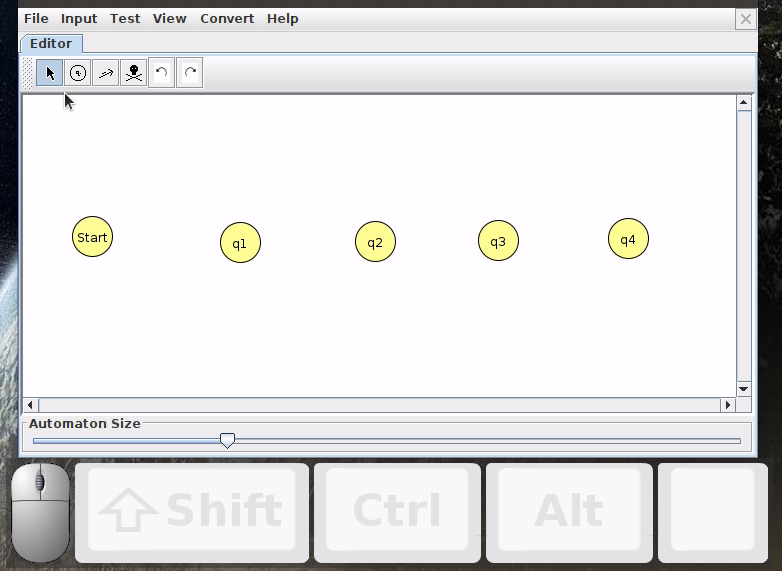 File Input Test View Convert Help
Editor
Start q1 q2 q3 q4
Automaton Size
Shift Ctrl Alt